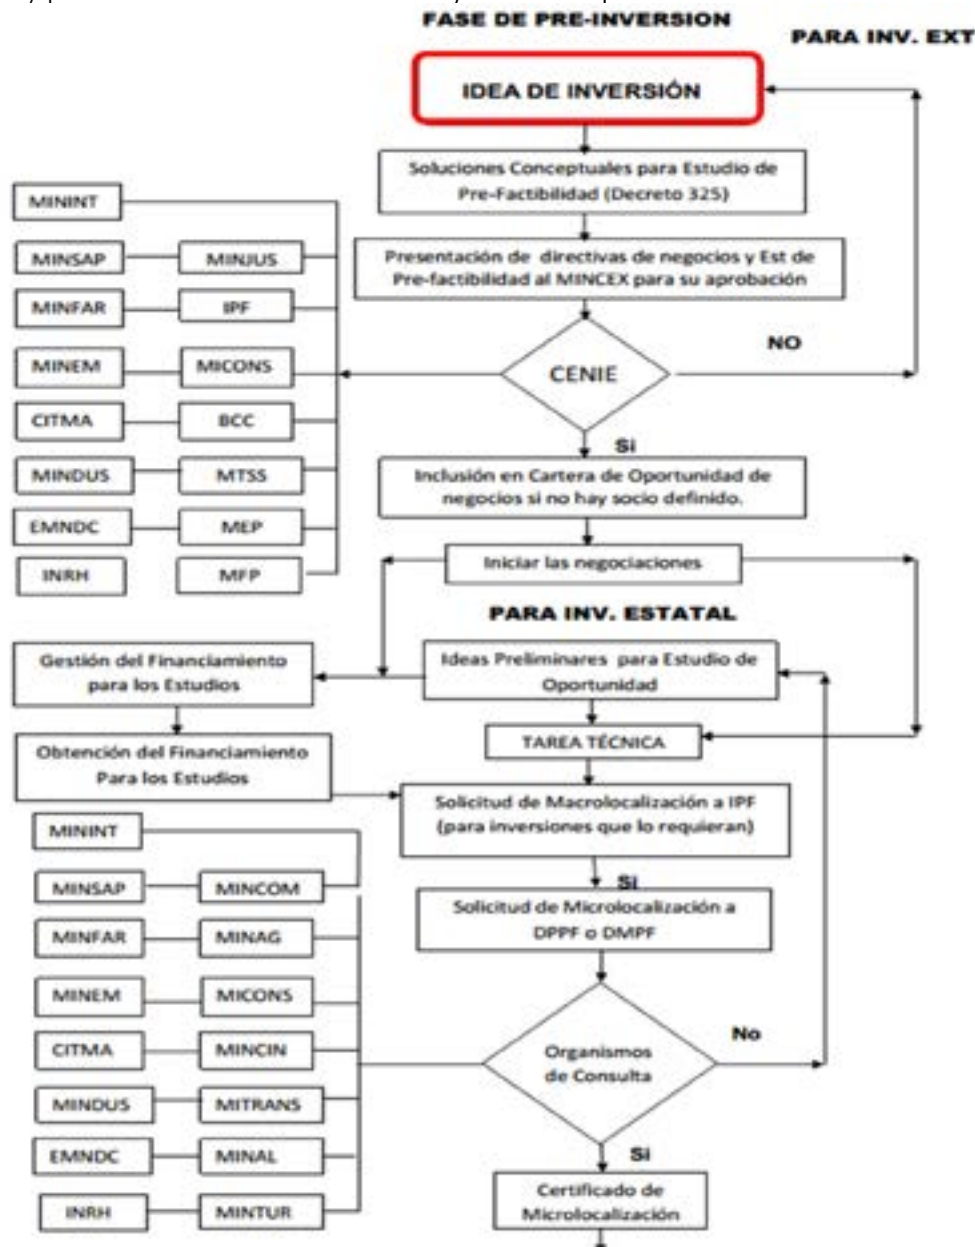 FASE DE PRE-INVERSION
PARA INV. EXT
IDEA DE INVERSIÓN
Soluciones Conceptuales para Estudio de
Pre-Factibilidad (Decreto 325)
Presentación de directivas de negocios y Est de
Pre-factibilidad al MINCEX para su aprobación
CENIE
NO
Si
MININT
MINSAP
MINJUS
MINFAR
IPF
MINEM
MICONS
CITMA
BCC
MINDUS
MTSS
EMNDC
MEP
INRH
MFP
Inclusión en Cartera de Oportunidad de
negocios si no hay socio definido.
Iniciar las negociaciones
PARA INV. ESTATAL
Ideas Preliminares para Estudio de
Oportunidad
Gestión del Financiamiento
para los Estudios
TAREA TÉCNICA
Obtención del Financiamiento
Para los Estudios
Solicitud de Macrolocalización a IPF
(para inversiones que lo requieran)
Si
Solicitud de Microlocalización a
DPPF o DMPF
Organismos
de Consulta
No
Si
MININT
MINSAP
MINCOM
MINFAR
MINAG
MINEM
MICONS
CITMA
MINCIN
MINDUS
MITRANS
EMNDC
MINAL
INRH
MINTUR
Certificado de
Microlocalización